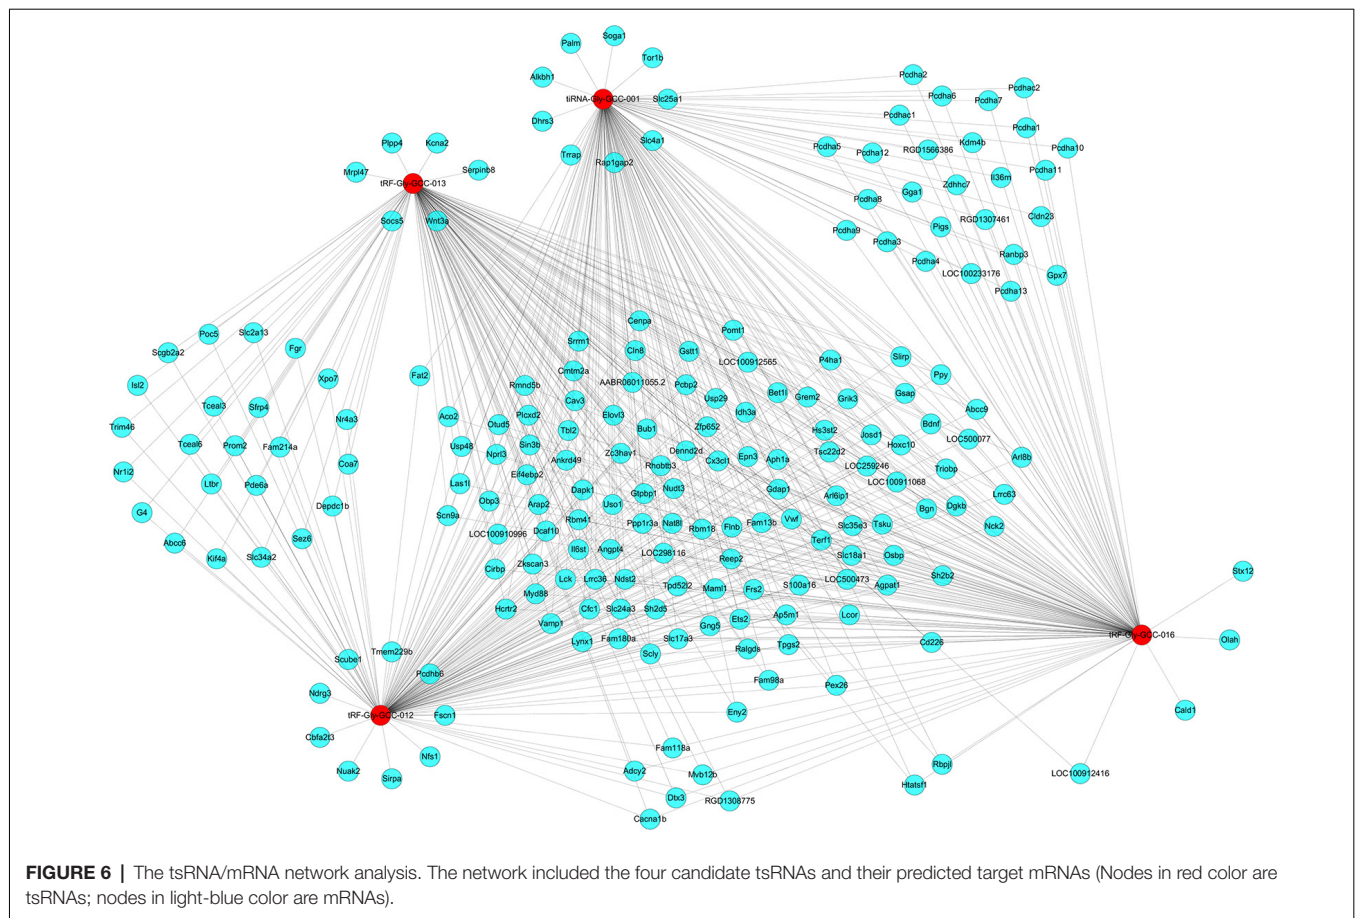 Soga1
Palm
Tor1b
Alkbh1
tiRNA-Gly-GCC-001
Slc25a1
Dhrs3
Slc4a1
Trrap
Rap1gap2
Pcdha2
Pcdhac2
Pcdha6
Pcdha7
Pcdhac1
Pcdha1
Pcdha5
Pcdha12
RGD1566386
Kdm4b
Pcdha10
Pcdha11
Zdhhc7
Il36rn
Pcdha8
Gga1
Pcdha9
Pigs
RGD1307461
Cldn23
Pcdha3
Pcdha4
Ranbp3
LOC100233176
Gpx7
Pcdha13
Plpp4
Kcna2
Mrpl47
Serpinb8
tRF-Gly-GCC-013
Socs5
Wnt3a
Poc5
Slc2a13
Scgb2a2
Fgr
Isl2
Xpo7
Fat2
Tceal3
Sfrp4
Nr4a3
Trim46
Tceal6
Prom2
Fam214a
Coa7
Nr1i2
Ltbr
Pde6a
Depdc1b
G4
Abcc6
Kif4a
Slc34a2
Sez6
Cenpa
Pomt1
Srrm1
Cln8
Gstt1
LOC100912565
P4ha1
Slirp
Cmtm2a
Ppy
Rmnd5b
AABR06011055.2
Pcbp2
Bet1l
Gsap
Cav3
Usp29
Grem2
Grik3
Aco2
Plcxd2
Elovl3
Idh3a
Abcc9
Otud5
Tbl2
Bub1
Zfp652
Hs3st2
Josd1
Bdnf
Usp48
Sin3b
Hoxc10
LOC500077
Nprl3
Ankrd49
Zc3hav1
Dennd2d
Cx3cl1
Epn3
Aph1a
Tsc22d2
Arl8b
Las1l
Eif4ebp2
Rhobtb3
LOC259246
Triobp
Obp3
Dapk1
Gtpbp1
Nudt3
Gdap1
LOC100911068
Lrrc63
Scn9a
Arap2
Uso1
Arl6ip1
Bgn
Dgkb
LOC100910996
Dcaf10
Rbm41
Ppp1r3a
Nat8l
Rbm18
Flnb
Fam13b
Vwf
Slc35e3
Tsku
Nck2
Terf1
Cirbp
Zkscan3
Il6st
Angpt4
LOC298116
Reep2
Slc18a1
Osbp
Lck
Lrrc36
Ndst2
Tpd52l2
Maml1
Frs2
S100a16
LOC500473
Agpat1
Sh2b2
Hcrtr2
Myd88
Cfc1
Slc24a3
Sh2d5
Vamp1
Gng5
Ets2
Ap5m1
Lcor
Lynx1
Fam180a
Slc17a3
Scly
Ralgds
Tpgs2
Cd226
Stx12
tRF-Gly-GCC-016
Olah
Cald1
Fam98a
Pex26
Eny2
Scube1
Tmem229b
Pcdhb6
Ndrg3
tRF-Gly-GCC-012
Fscn1
Cbfa2t3
Nfs1
Nuak2
Sirpa
Fam118a
Adcy2
Mvb12b
Dtx3
RGD1308775
Cacna1b
Rbpjl
Htatsf1
LOC100912416
FIGURE 6 | The tsRNA/mRNA network analysis. The network included the four candidate tsRNAs and their predicted target mRNAs (Nodes in red color are
tsRNAs; nodes in light-blue color are mRNAs).